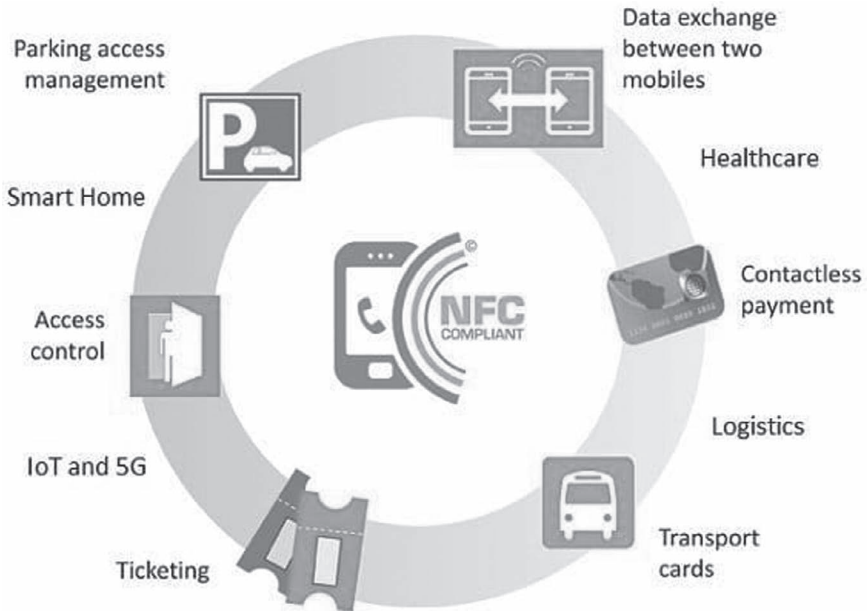 Parking access
management
P
Data exchange
between two
mobiles
Healthcare
Smart Home
©
NFC
COMPLIANT
Contactless
payment
Access
control
Logistics
IoT and 5G
Transport
cards
Ticketing